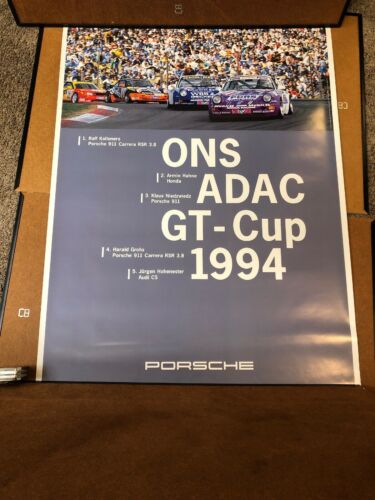 1. Ralf Kelleners
Porsche 911 Carrera RSR 3.8
2. Armin Hahne
Honda
3. Klaus Niedzwiedz
Porsche 911
4. Harald Grohs
Porsche 911 Carrera RSR 3.8
5. Jürgen Hohenester
Audi CS
ONS
ADAC
GT-Cup
1994
PORSCHE